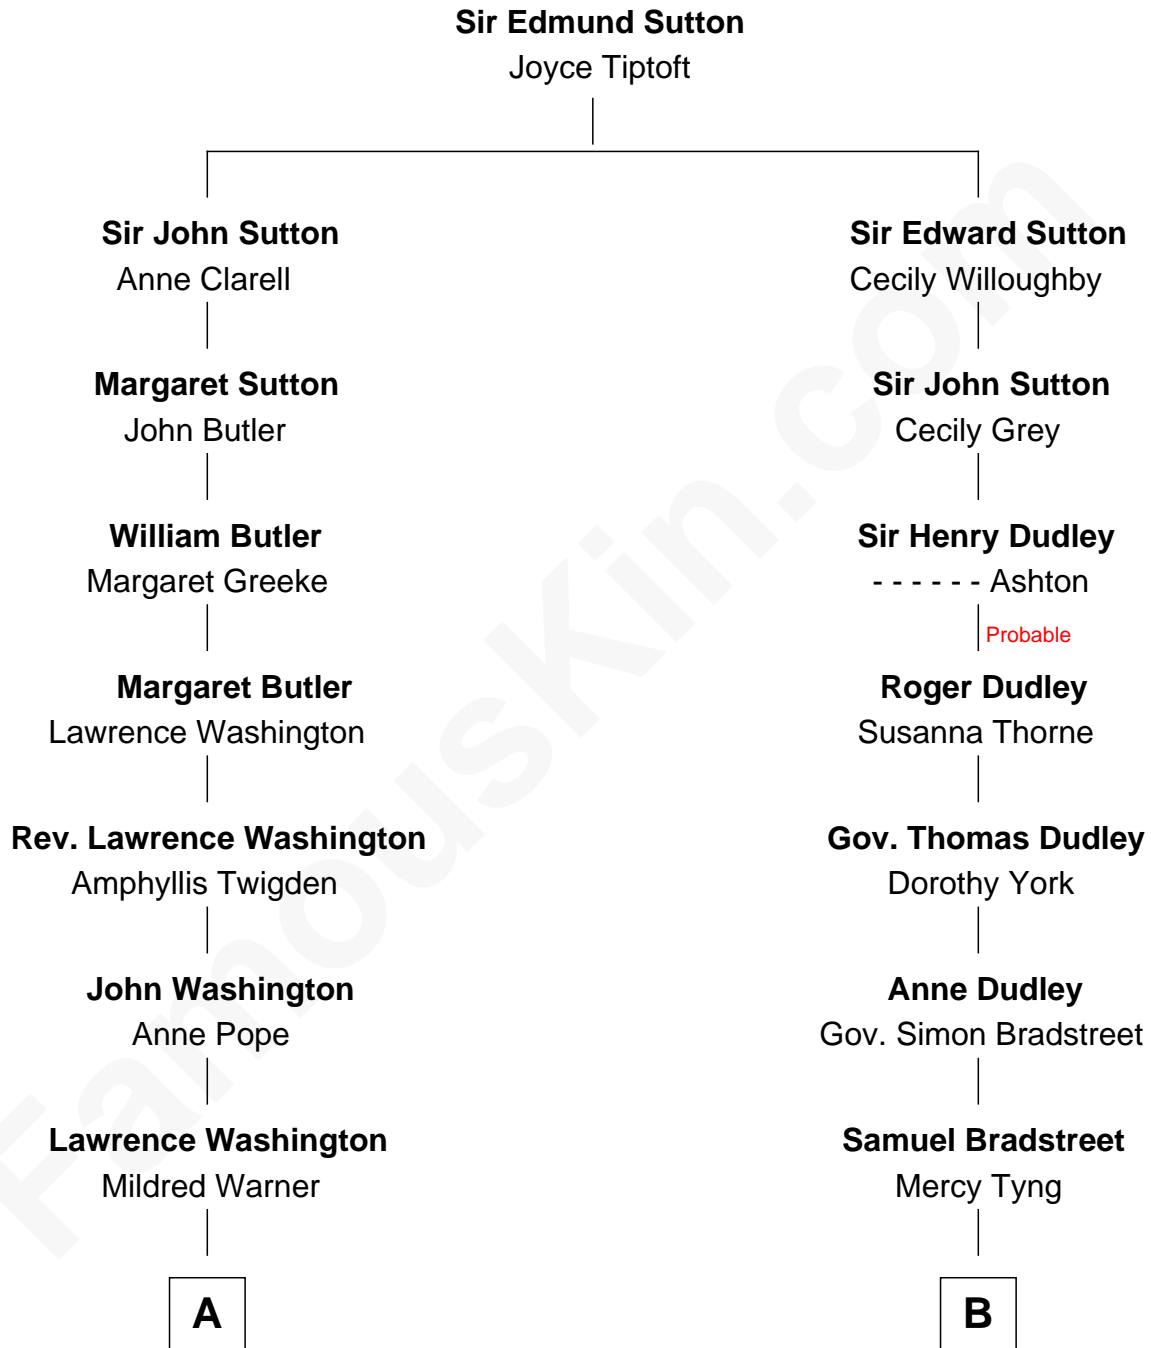 Sir Edmund Sutton
Joyce Tiptoft
Sir John Sutton
Anne Clarell
Margaret Sutton
John Butler
William Butler
Margaret Greeke
Margaret Butler
Lawrence Washington
Rev. Lawrence Washington
Amphyllis Twigden
John Washington
Anne Pope
Lawrence Washington
Mildred Warner
A
Sir Edward Sutton
Cecily Willoughby
Sir John Sutton
Cecily Grey
Sir Henry Dudley
- - - - - - Ashton
Probable
Roger Dudley
Susanna Thorne
Gov. Thomas Dudley
Dorothy York
Anne Dudley
Gov. Simon Bradstreet
Samuel Bradstreet
Mercy Tyng
B
FamousKin.com